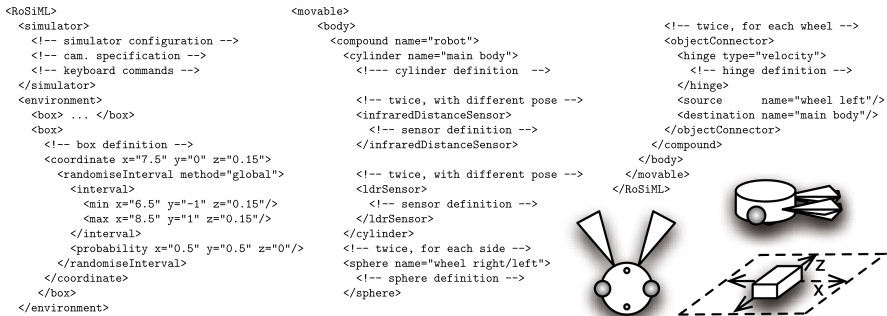 <RoSiML>
  <simulator>
    <!-- simulator configuration -->
    <!-- cam. specification -->
    <!-- keyboard commands -->
  </simulator>
  <environment>
    <box> ... </box>
    <box>
      <!-- box definition -->
      <coordinate x="7.5" y="0" z="0.15">
        <randomiseInterval method="global">
          <interval>
            <min x="6.5" y="-1" z="0.15"/>
            <max x="8.5" y="1" z="0.15"/>
          </interval>
          <probability x="0.5" y="0.5" z="0"/>
        </randomiseInterval>
      </coordinate>
     </box>
  </environment>
<movable>
    <body>
      <compound name="robot">
        <cylinder name="main body">
          <!--- cylinder definition  -->
          <!-- twice, with different pose -->
          <infraredDistanceSensor>
            <!-- sensor definition -->
          </infraredDistanceSensor>
          <!-- twice, with different pose -->
          <ldrSensor>
            <!-- sensor definition -->
          </ldrSensor>
        </cylinder>
        <!-- twice, for each side -->
        <sphere name="wheel right/left">
          <!-- sphere definition -->
        </sphere>
        <!-- twice, for each wheel -->
        <objectConnector>
          <hinge type="velocity">
            <!-- hinge definition -->
          </hinge>
          <source      name="wheel left"/>
          <destination name="main body"/>
        </objectConnector>
      </compound>
    </body>
  </movable>
</RoSiML>
z
x